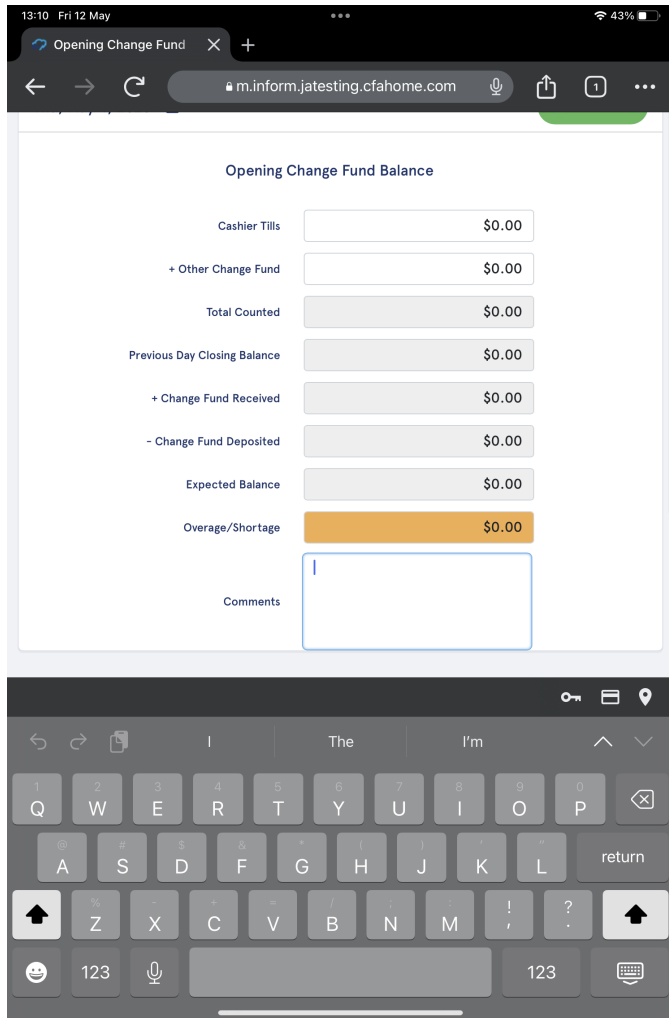 13:10 Fri 12 May
43%
Opening Change Fund
m.inform.jatesting.cfahome.com
1
Opening Change Fund Balance
Cashier Tills $0.00
+ Other Change Fund $0.00
Total Counted $0.00
Previous Day Closing Balance $0.00
+ Change Fund Received $0.00
- Change Fund Deposited $0.00
Expected Balance $0.00
Overage/Shortage $0.00
Comments
I The I'm
1 2 3 4 5 6 7 8 9 0
Q W E R T Y U I O P
@ # $ & * ( ) ' "
A S D F G H J K L return
% - + = / ; : ! ?
Z X C V B N M , .
123 123